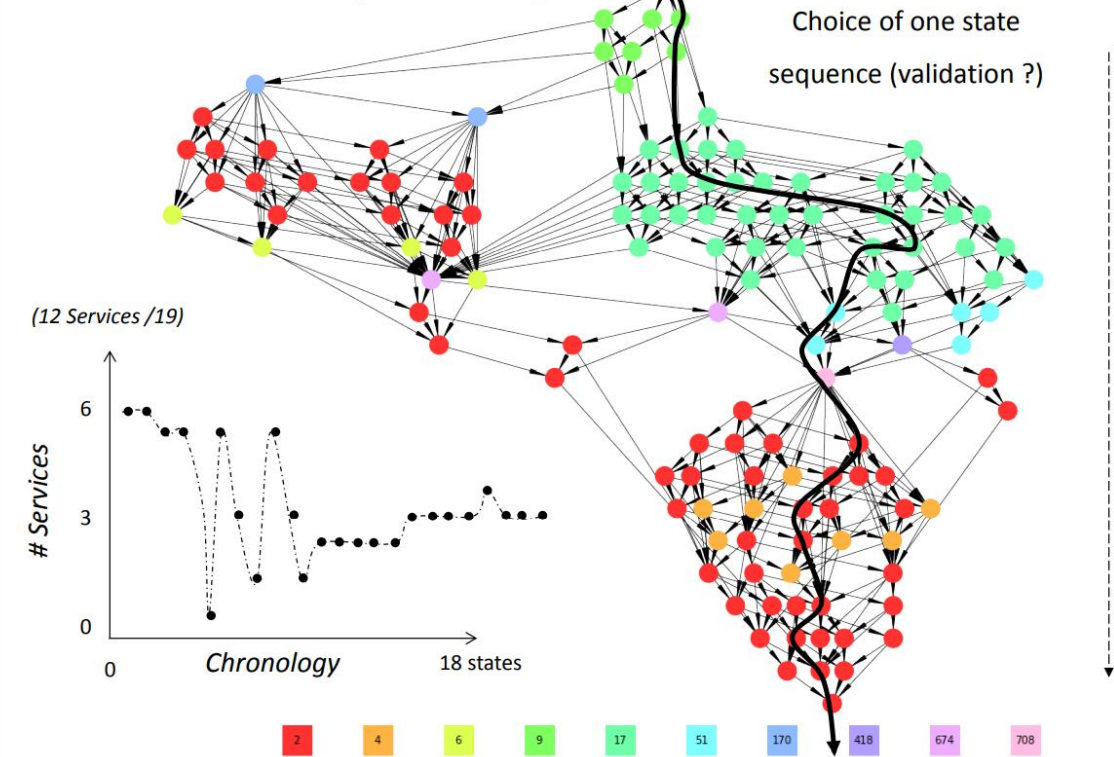 Choice of one state
sequence (validation ?)
(12 Services /19)
6
3
0
# Services
0
Chronology
18 states
2 4 6 9 17 51 170 418 674 708